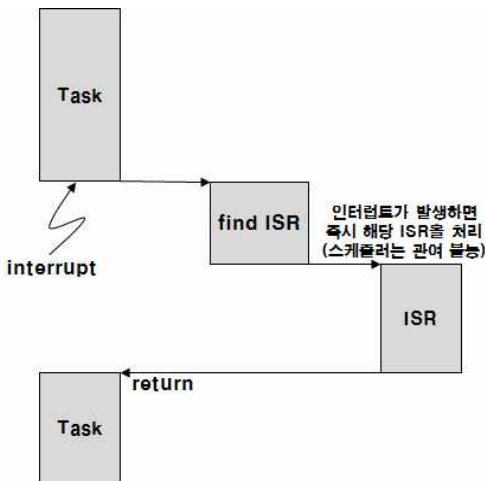 Task
find ISR
인터럽트가 발생하면
즉시 해당 ISR을 처리
(스케줄러는 관여 불능)
interrupt
ISR
return
Task